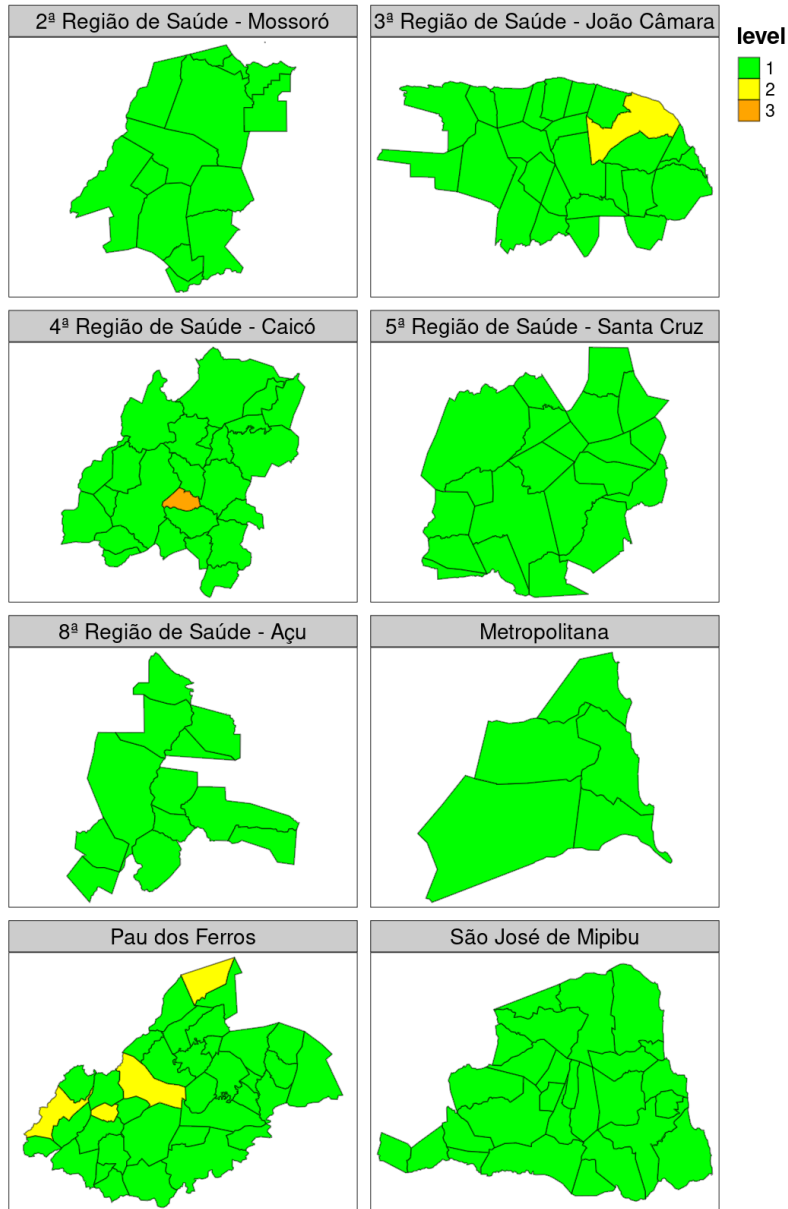 2ª Região de Saúde - Mossoró
3ª Região de Saúde - João Câmara
level
1
2
3
4ª Região de Saúde - Caicó
5ª Região de Saúde - Santa Cruz
8ª Região de Saúde - Açu
Metropolitana
Pau dos Ferros
São José de Mipibu